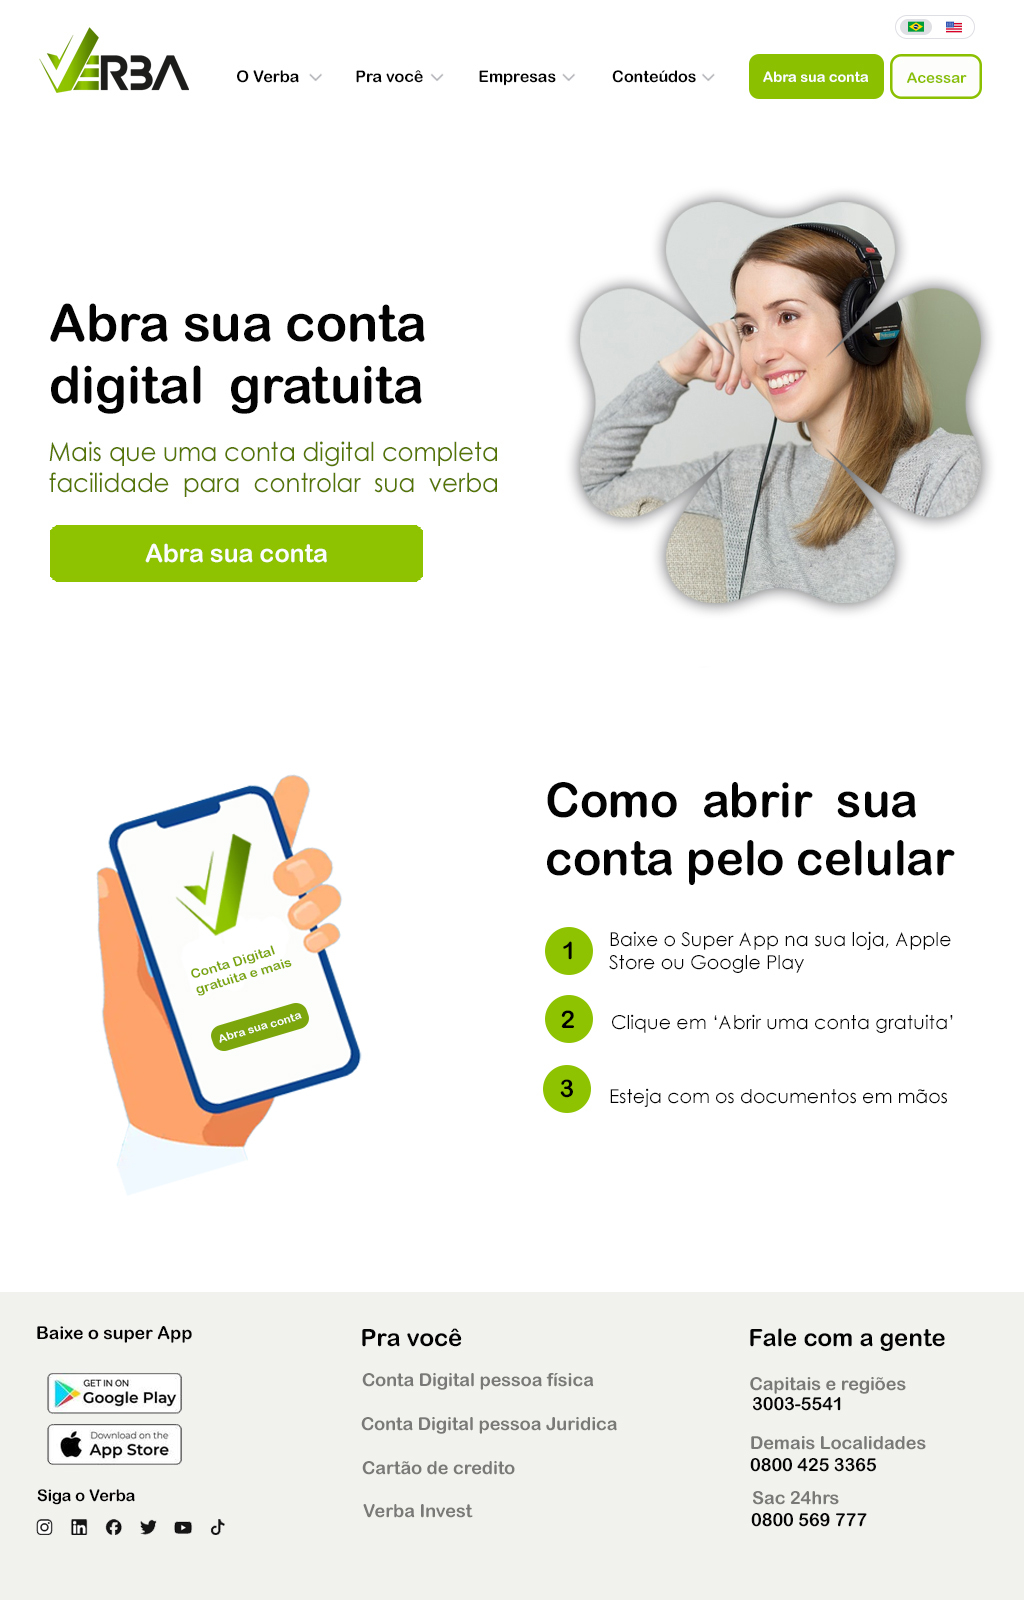 VERBA
O Verba
Pra você
Empresas
Conteúdos
Abra sua conta
Acessar
Abra sua conta
digital gratuita
Mais que uma conta digital completa
facilidade para controlar sua verba
Abra sua conta
Conta Digital
gratuita e mais
Abra sua conta
Como abrir sua
conta pelo celular
1
Baixe o Super App na sua loja, Apple
Store ou Google Play
2
Clique em ‘Abrir uma conta gratuita’
3
Esteja com os documentos em mãos
Baixe o super App
GET IN ON
Google Play
Download on the
App Store
Siga o Verba
Pra você
Conta Digital pessoa física
Conta Digital pessoa Juridica
Cartão de credito
Verba Invest
Fale com a gente
Capitais e regiões
3003-5541
Demais Localidades
0800 425 3365
Sac 24hrs
0800 569 777